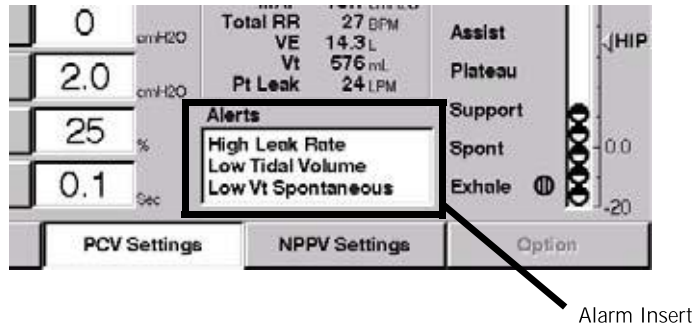 0 cmH2O
2.0 cmH2O
25 %
0.1 Sec
Total RR 27 BPM
VE 14.3 L
Vt 576 mL
Pt Leak 24 LPM
Alerts
High Leak Rate
Low Tidal Volume
Low Vt Spontaneous
Assist
Plateau
Support
Spont
Exhale
HIP
0.0
-20
PCV Settings
NPPV Settings
Option
Alarm Insert